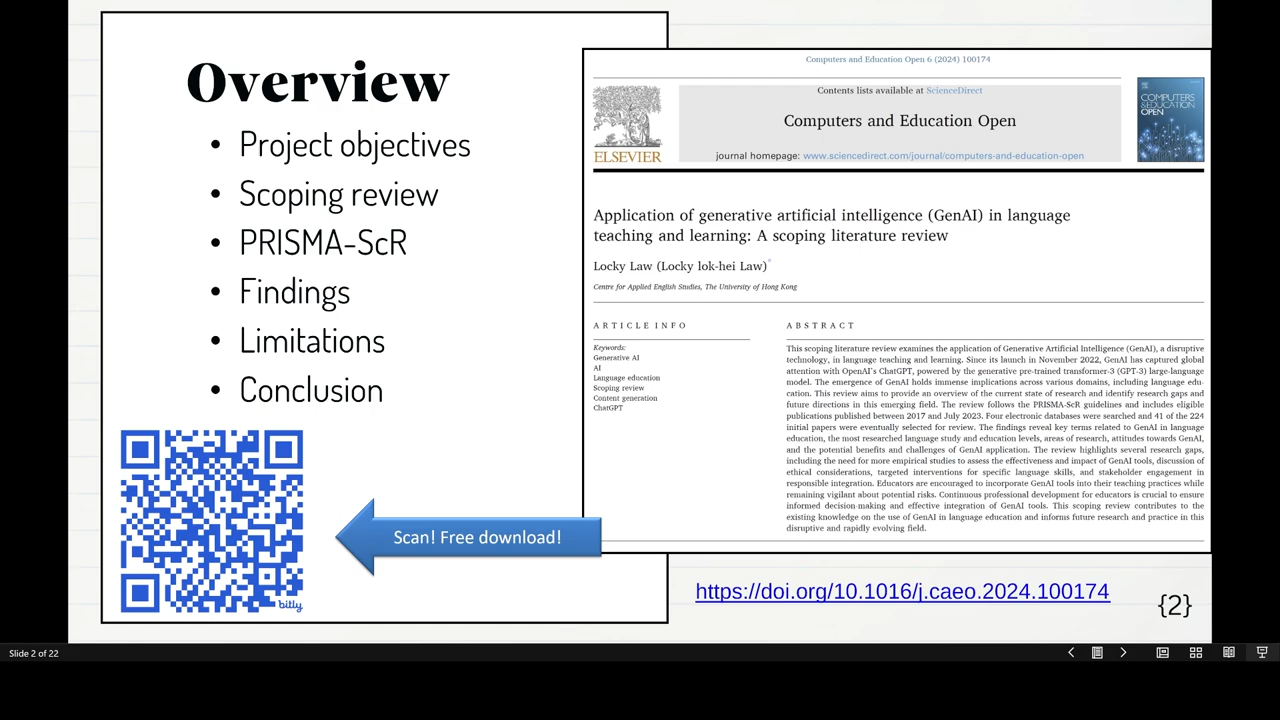 Overview
• Project objectives
• Scoping review
• PRISMA-ScR
• Findings
• Limitations
• Conclusion
bitly
Scan! Free download!
Computers and Education Open 6 (2024) 100174
Contents lists available at ScienceDirect
Computers and Education Open
journal homepage: www.sciencedirect.com/journal/computers-and-education-open
ELSEVIER
COMPUTERS
&EDUCATION
OPEN
Application of generative artificial intelligence (GenAI) in language
teaching and learning: A scoping literature review
Locky Law (Locky lok-hei Law)*
Centre for Applied English Studies, The University of Hong Kong
ARTICLE INFO
Keywords:
Generative AI
AI
Language education
Scoping review
Content generation
ChatGPT
ABSTRACT
This scoping literature review examines the application of Generative Artificial Intelligence (GenAI), a disruptive
technology, in language teaching and learning. Since its launch in November 2022, GenAI has captured global
attention with OpenAI's ChatGPT, powered by the generative pre-trained transformer-3 (GPT-3) large-language
model. The emergence of GenAI holds immense implications across various domains, including language edu-
cation. This review aims to provide an overview of the current state of research and identify research gaps and
future directions in this emerging field. The review follows the PRISMA-ScR guidelines and includes eligible
publications published between 2017 and July 2023. Four electronic databases were searched and 41 of the 224
initial papers were eventually selected for review. The findings reveal key terms related to GenAI in language
education, the most researched language study and education levels, areas of research, attitudes towards GenAI,
and the potential benefits and challenges of GenAI application. The review highlights several research gaps,
including the need for more empirical studies to assess the effectiveness and impact of GenAI tools, discussion of
ethical considerations, targeted interventions for specific language skills, and stakeholder engagement in
responsible integration. Educators are encouraged to incorporate GenAI tools into their teaching practices while
remaining vigilant about potential risks. Continuous professional development for educators is crucial to ensure
informed decision-making and effective integration of GenAI tools. This scoping review contributes to the
existing knowledge on the use of GenAI in language education and informs future research and practice in this
disruptive and rapidly evolving field.
https://doi.org/10.1016/j.caeo.2024.100174
{2}
Slide 2 of 22